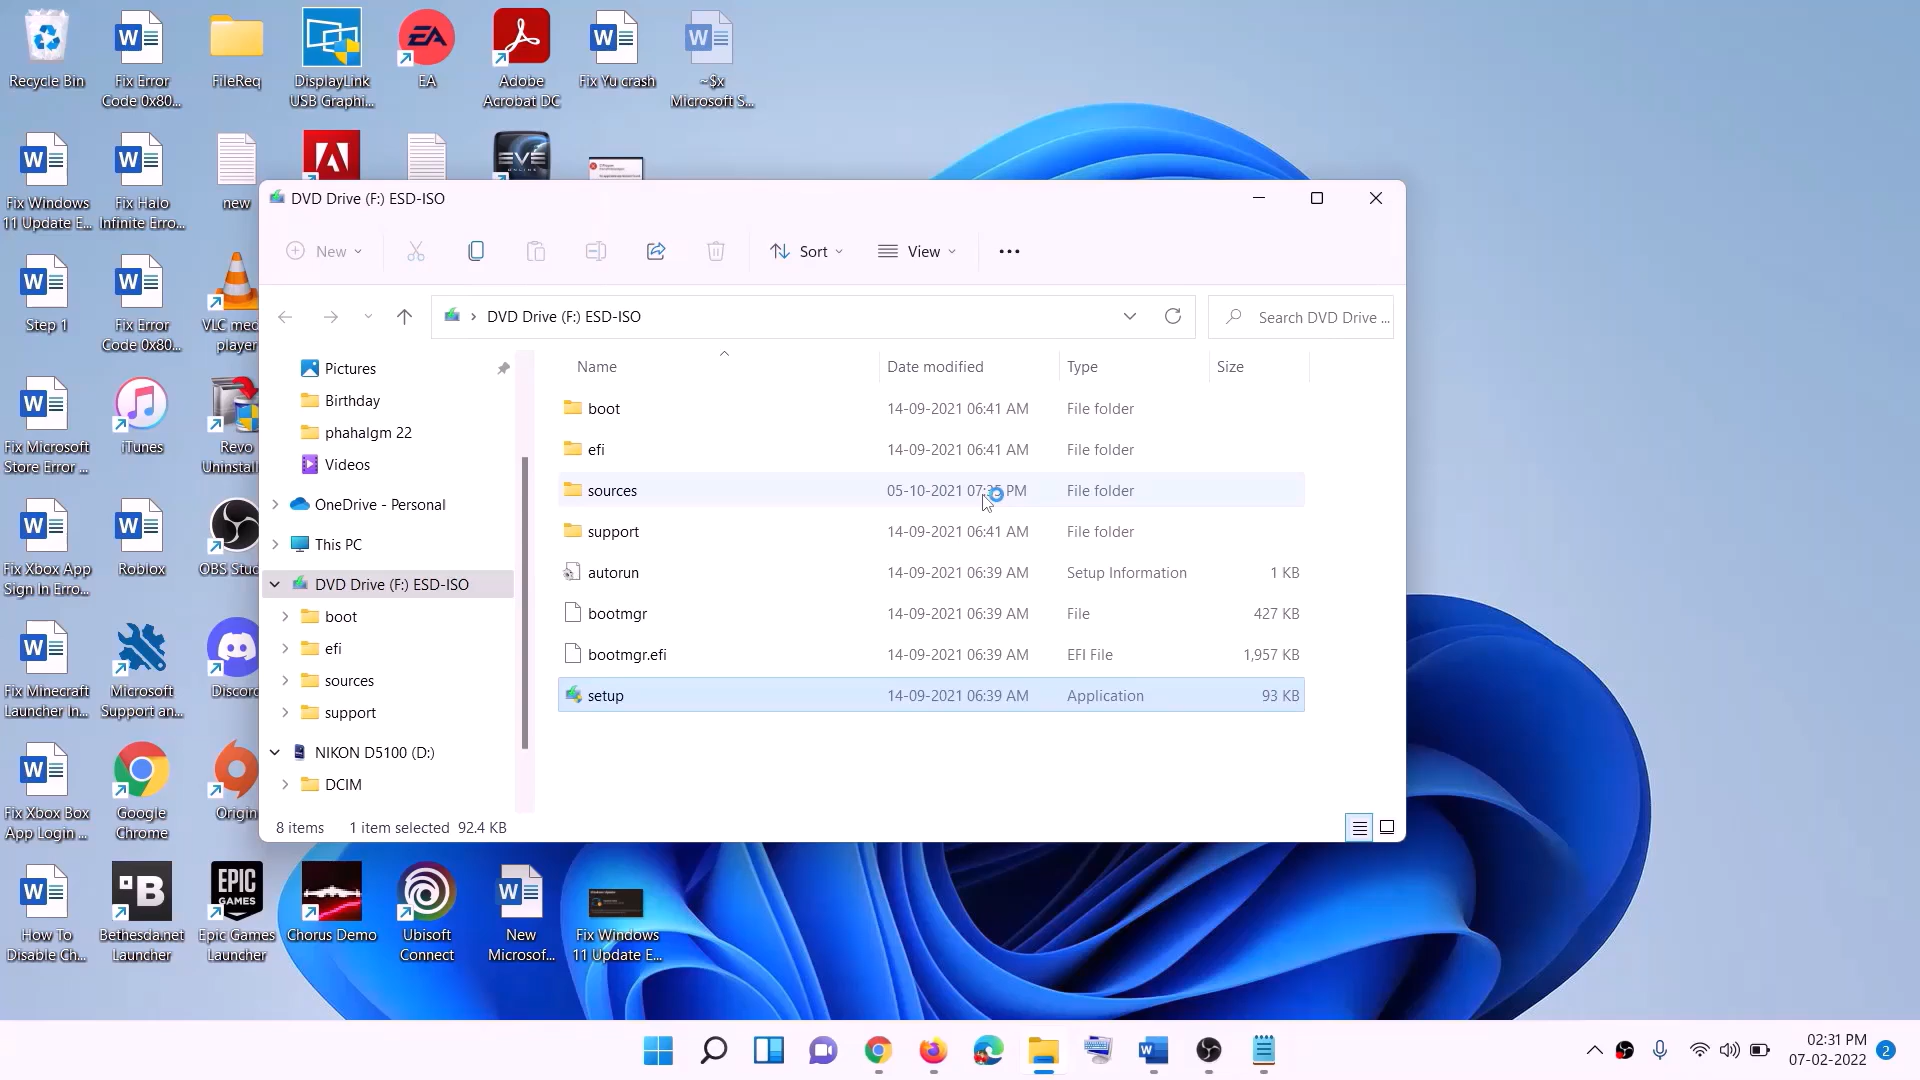 Recycle Bin
Fix Error
Code 0x80...
FileReq
DisplayLink
USB Graphi...
EA
Adobe
Acrobat DC
Fix Yu crash
~$x
Microsoft S...
Fix Windows
11 Update E...
Fix Halo
Infinite Erro...
new
EVE
ONLINE
DVD Drive (F:) ESD-ISO
New
Sort
View
DVD Drive (F:) ESD-ISO
Search DVD Drive ...
Step 1
Fix Error
Code 0x80...
VLC med
player
Fix Microsoft
Store Error ...
iTunes
Revo
Uninstall
Fix Xbox App
Sign In Erro...
Roblox
OBS Stud
Fix Minecraft
Launcher In...
Microsoft
Support an...
Discord
Fix Xbox Box
App Login ...
Google
Chrome
Origin
Pictures
Birthday
phahalgm 22
Videos
OneDrive - Personal
This PC
DVD Drive (F:) ESD-ISO
boot
efi
sources
support
NIKON D5100 (D:)
DCIM
Name Date modified Type Size
boot 14-09-2021 06:41 AM File folder
efi 14-09-2021 06:41 AM File folder
sources 05-10-2021 PM File folder
support 14-09-2021 06:41 AM File folder
autorun 14-09-2021 06:39 AM Setup Information 1 KB
bootmgr 14-09-2021 06:39 AM File 427 KB
bootmgr.efi 14-09-2021 06:39 AM EFI File 1,957 KB
setup 14-09-2021 06:39 AM Application 93 KB
8 items 1 item selected 92.4 KB
How To
Disable Ch...
Bethesda.net
Launcher
EPIC
GAMES
Epic Games
Launcher
Chorus Demo
Ubisoft
Connect
New
Microsof...
Fix Windows
11 Update E...
02:31 PM
07-02-2022
2